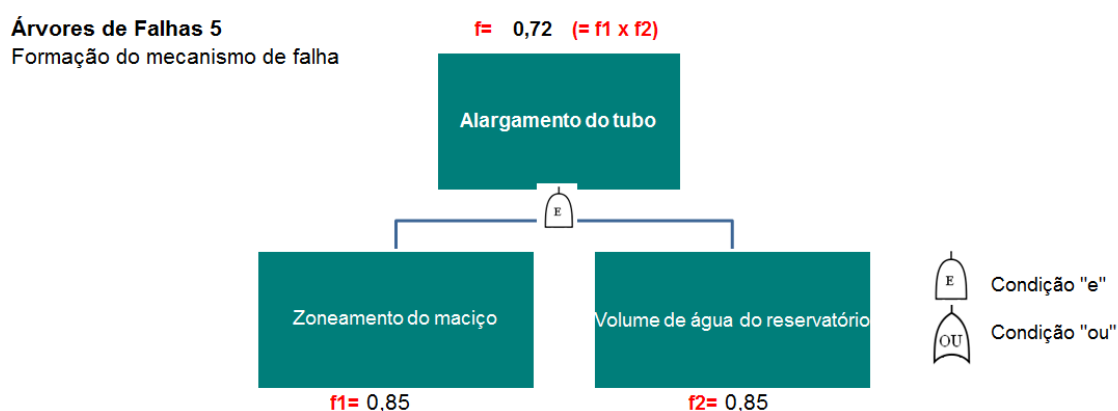 Árvores de Falhas 5
Formação do mecanismo de falha
f= 0,72 (= f1 x f2)
Alargamento do tubo
E
Zoneamento do maciço
Volume de água do reservatório
f1= 0,85
f2= 0,85
E Condição "e"
OU Condição "ou"